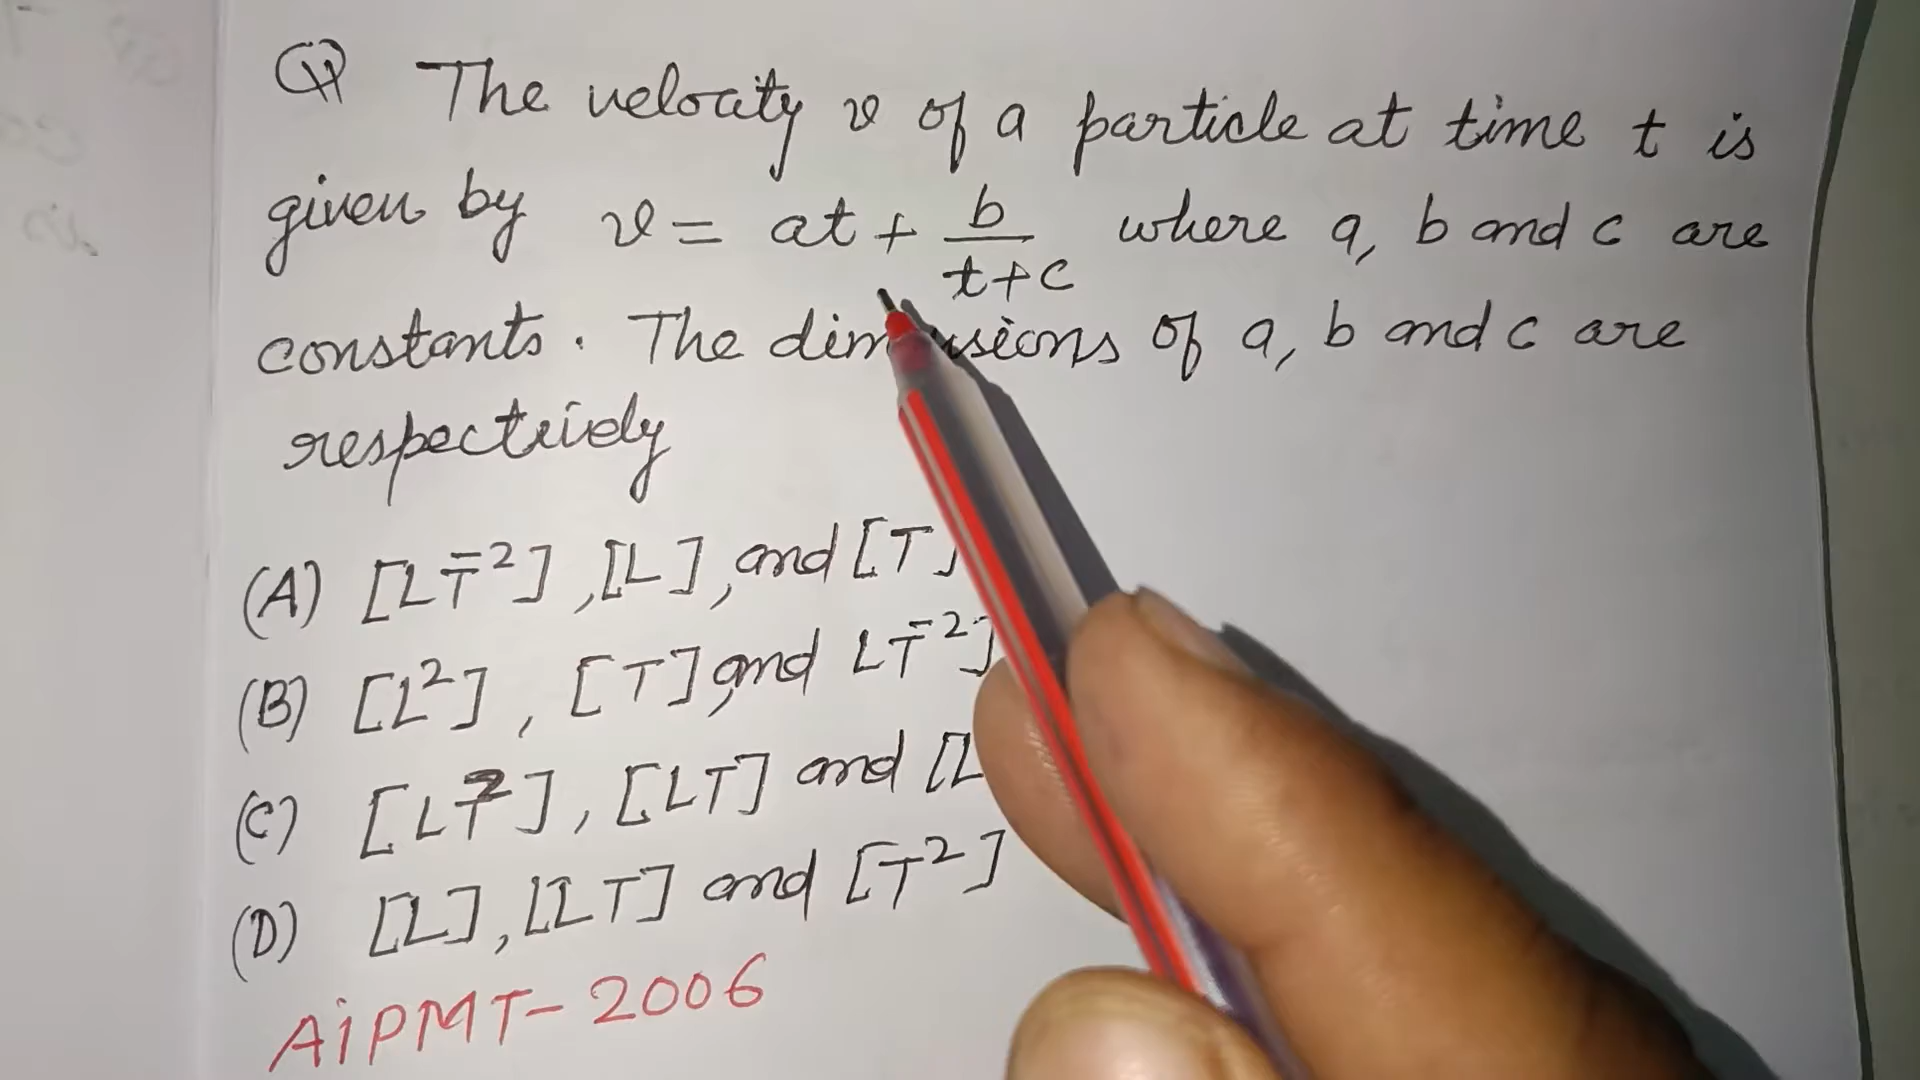 Q The velocity v of a particle at time t is
given by v = at + b/(t+c) where a, b and c are
constants. The dimensions of a, b and c are
respectively
(A) [LT⁻²], [L], and [T]
(B) [L²], [T] and LT⁻²]
(C) [LT²], [LT] and [L
(D) [L], [LT] and [T²]
AiPMT-2006